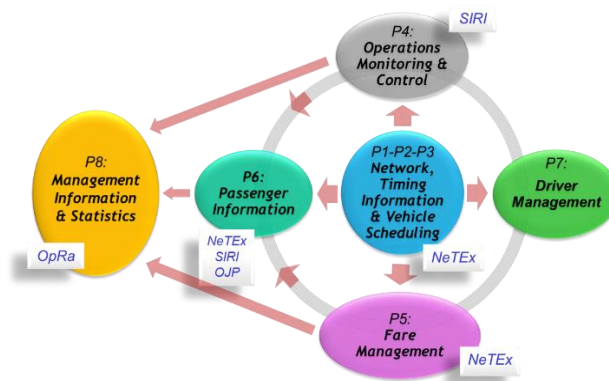 SIRI
P4:
Operations
Monitoring &
Control
P8:
Management
Information
& Statistics
OpRa
P6:
Passenger
Information
NeTEx
SIRI
OJP
P1-P2-P3
Network,
Timing
Information
& Vehicle
Scheduling
NeTEx
P7:
Driver
Management
P5:
Fare
Management
NeTEx